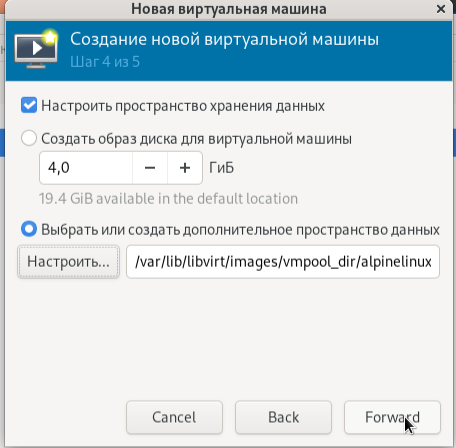 Новая виртуальная машина
Создание новой виртуальной машины
Шаг 4 из 5
Настроить пространство хранения данных
Создать образ диска для виртуальной машины
4,0
ГиБ
19.4 GiB available in the default location
Выбрать или создать дополнительное пространство данных
Настроить... /var/lib/libvirt/images/vmpool_dir/alpinelinux
Cancel Back Forward